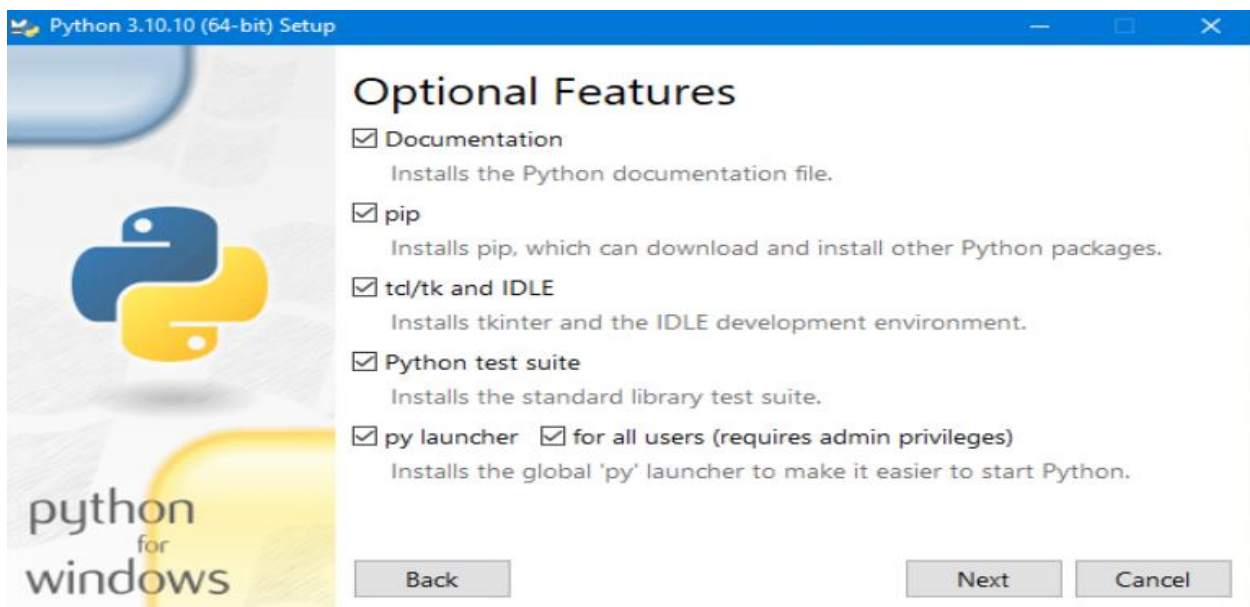 Python 3.10.10 (64-bit) Setup
Optional Features
Documentation
Installs the Python documentation file.
pip
Installs pip, which can download and install other Python packages.
tcl/tk and IDLE
Installs tkinter and the IDLE development environment.
Python test suite
Installs the standard library test suite.
py launcher for all users (requires admin privileges)
Installs the global 'py' launcher to make it easier to start Python.
python
for
windows
Back Next Cancel